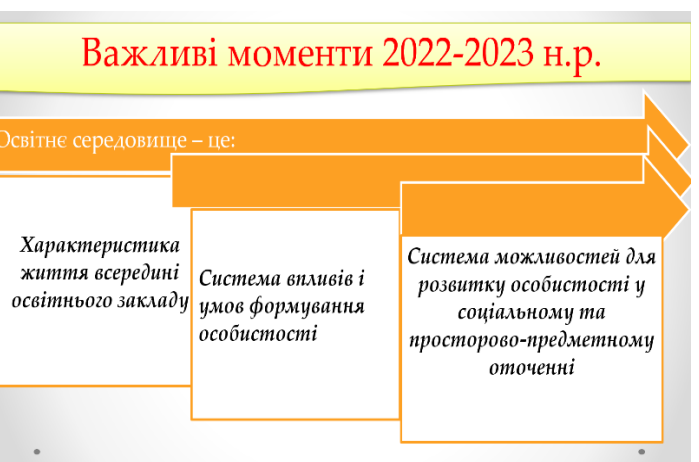 Важливі моменти 2022-2023 н.р.
Освітнє середовище – це:
Характеристика
життя всередині
освітнього закладу
Система впливів і
умов формування
особистості
Система можливостей для
розвитку особистості у
соціальному та
просторово-предметному
оточенні